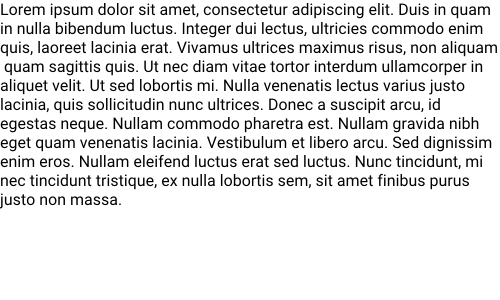 Lorem ipsum dolor sit amet, consectetur adipiscing elit. Duis in quam
in nulla bibendum luctus. Integer dui lectus, ultricies commodo enim
quis, laoreet lacinia erat. Vivamus ultrices maximus risus, non aliquam
quam sagittis quis. Ut nec diam vitae tortor interdum ullamcorper in
aliquet velit. Ut sed lobortis mi. Nulla venenatis lectus varius justo
lacinia, quis sollicitudin nunc ultrices. Donec a suscipit arcu, id
egestas neque. Nullam commodo pharetra est. Nullam gravida nibh
eget quam venenatis lacinia. Vestibulum et libero arcu. Sed dignissim
enim eros. Nullam eleifend luctus erat sed luctus. Nunc tincidunt, mi
nec tincidunt tristique, ex nulla lobortis sem, sit amet finibus purus
justo non massa.